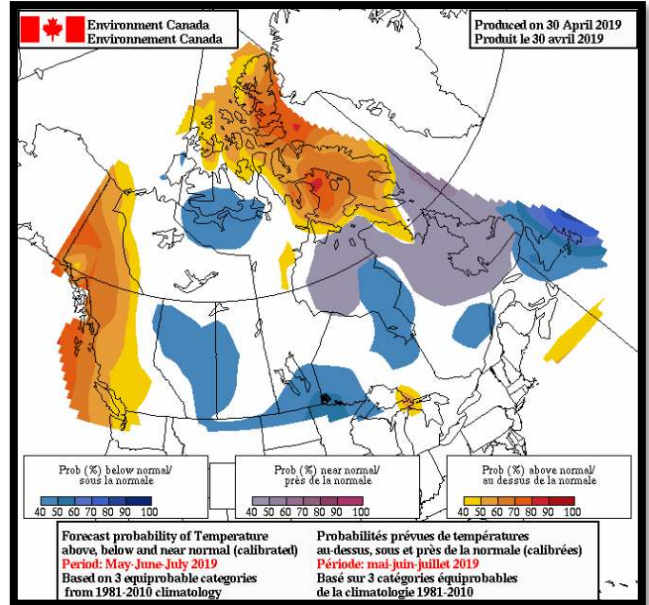 Environment Canada
Environnement Canada
Produced on 30 April 2019
Produit le 30 avril 2019
Prob (%) below normal/
sous la normale
40 50 60 70 80 90 100
Prob (%) near normal/
près de la normale
40 50 60 70 80 90 100
Prob (%) above normal/
au dessus de la normale
40 50 60 70 80 90 100
Forecast probability of Temperature
above, below and near normal (calibrated)
Period: May-June-July 2019
Based on 3 equiprobable categories
from 1981-2010 climatology
Probabilités prévues de températures
au-dessus, sous et près de la normale (calibrées)
Période: mai-juin-juillet 2019
Basé sur 3 catégories équiprobables
de la climatologie 1981-2010